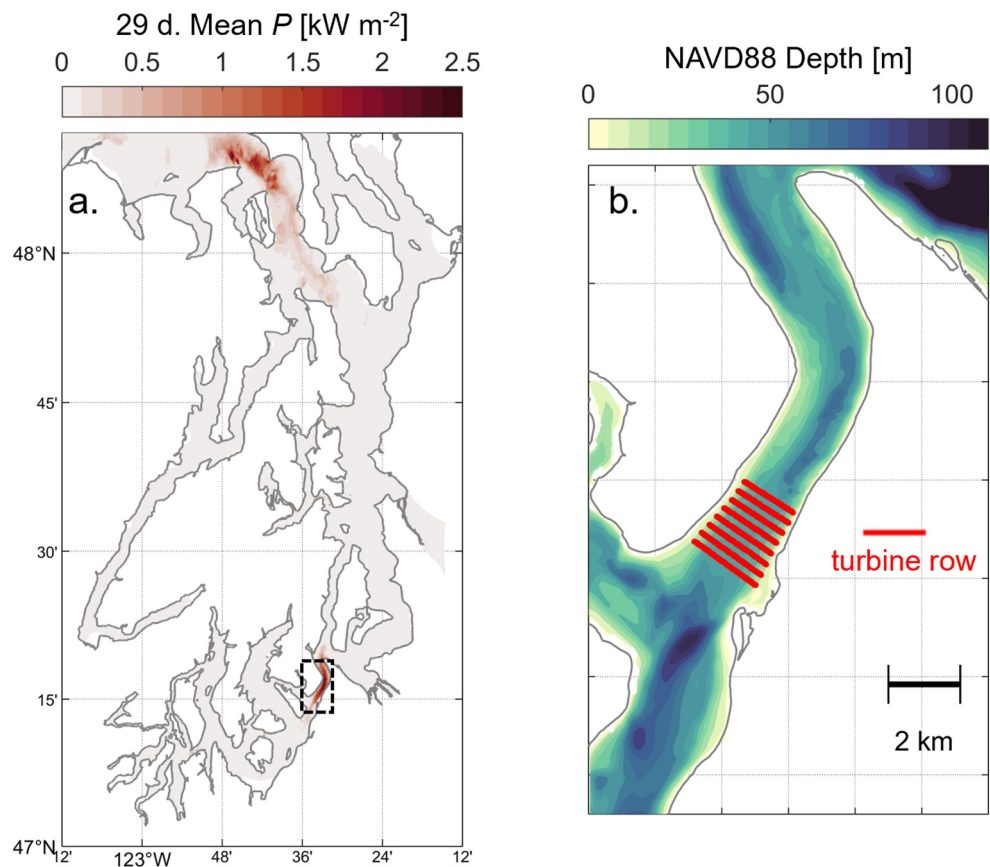 29 d. Mean P [kW m-2]
0 0.5 1 1.5 2 2.5
a.
48°N
45'
30'
15'
47°N
12' 123°W 48' 36' 24' 12'
NAVD88 Depth [m]
0 50 100
b.
turbine row
2 km